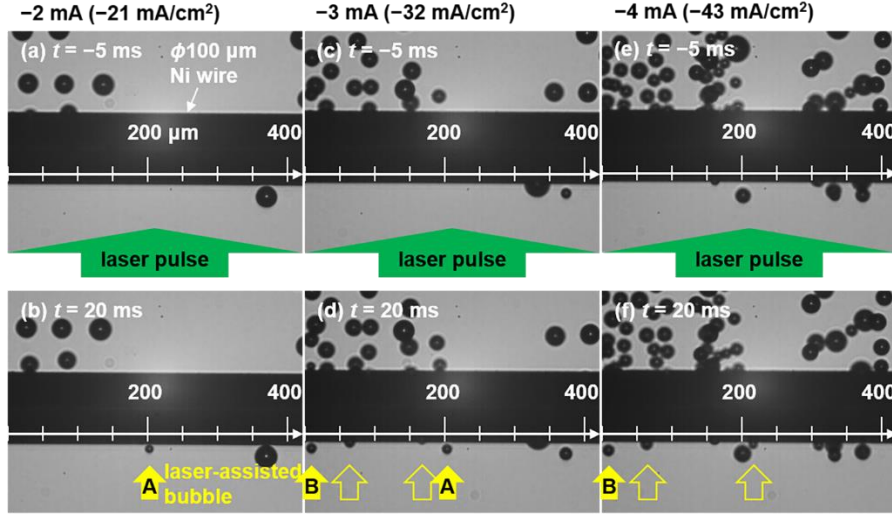 −2 mA (−21 mA/cm²)
−3 mA (−32 mA/cm²)
−4 mA (−43 mA/cm²)
(a) t = −5 ms
ϕ100 μm
Ni wire
200 μm
400
laser pulse
(c) t = −5 ms
200
400
laser pulse
(e) t = −5 ms
200
400
laser pulse
(b) t = 20 ms
200
400
A
laser-assisted
bubble
(d) t = 20 ms
200
400
B
A
(f) t = 20 ms
200
400
B